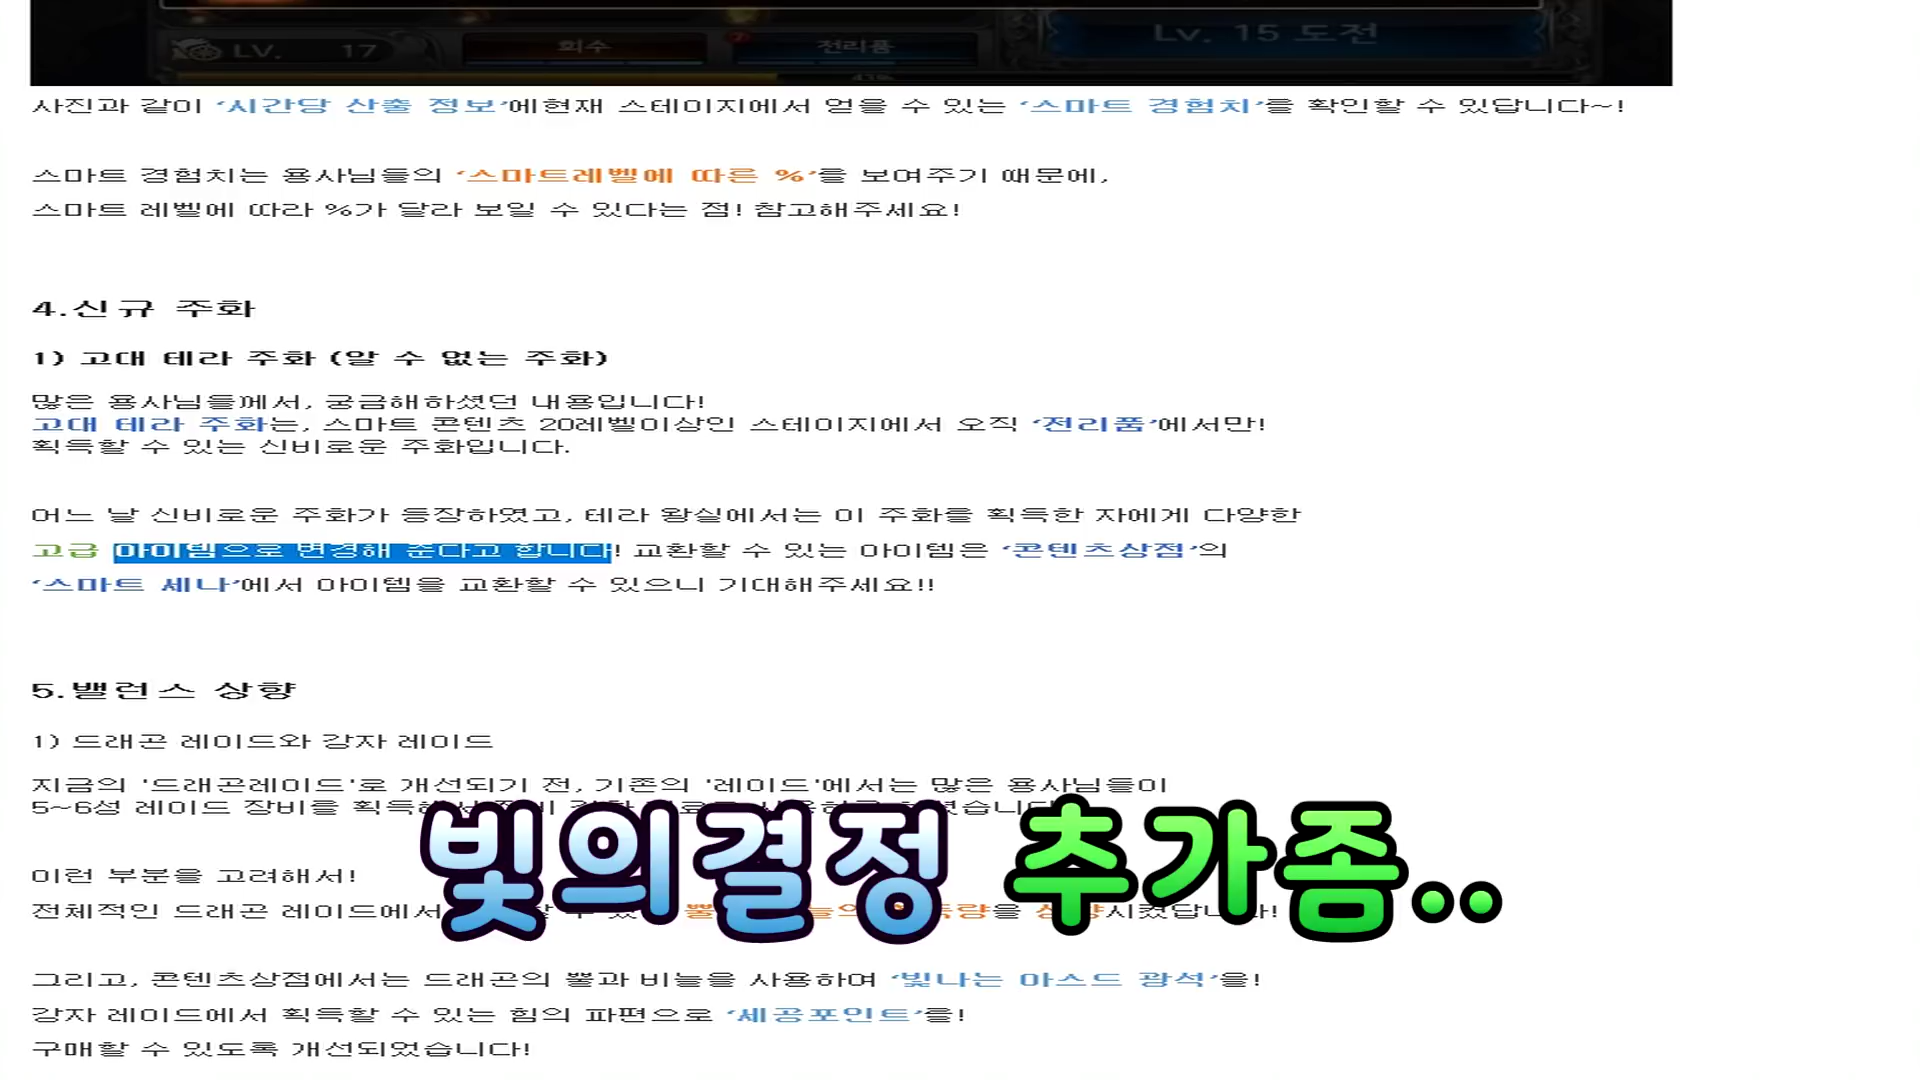 LV. 17 회수 전리품 Lv. 15 도전
사진과 같이 ‘시간당 산출 정보’에현재 스테이지에서 얻을 수 있는 ‘스마트 경험치’를 확인할 수 있답니다~!
스마트 경험치는 용사님들의 ‘스마트레벨에 따른 %’를 보여주기 때문에,
스마트 레벨에 따라 %가 달라 보일 수 있다는 점! 참고해주세요!
4.신규 주화
1) 고대 테라 주화 (알 수 없는 주화)
많은 용사님들께서, 궁금해하셨던 내용입니다!
고대 테라 주화는, 스마트 콘텐츠 20레벨이상인 스테이지에서 오직 ‘전리품’에서만!
획득할 수 있는 신비로운 주화입니다.
어느 날 신비로운 주화가 등장하였고, 테라 왕실에서는 이 주화를 획득한 자에게 다양한
고급 아이템으로 변경해 준다고 합니다! 교환할 수 있는 아이템은 ‘콘텐츠상점’의
‘스마트 세나’에서 아이템을 교환할 수 있으니 기대해주세요!!
5.밸런스 상향
1) 드래곤 레이드와 강자 레이드
지금의 '드래곤레이드'로 개선되기 전, 기존의 '레이드'에서는 많은 용사님들이
5~6성 레이드 장비를 획득
빛의결정 추가좀..
이런 부분을 고려해서!
전체적인 드래곤 레이드에서 을 시켰답니다!
그리고, 콘텐츠상점에서는 드래곤의 뿔과 비늘을 사용하여 ‘빛나는 아스드 광석’을!
강자 레이드에서 획득할 수 있는 힘의 파편으로 ‘세공포인트’를!
구매할 수 있도록 개선되었습니다!